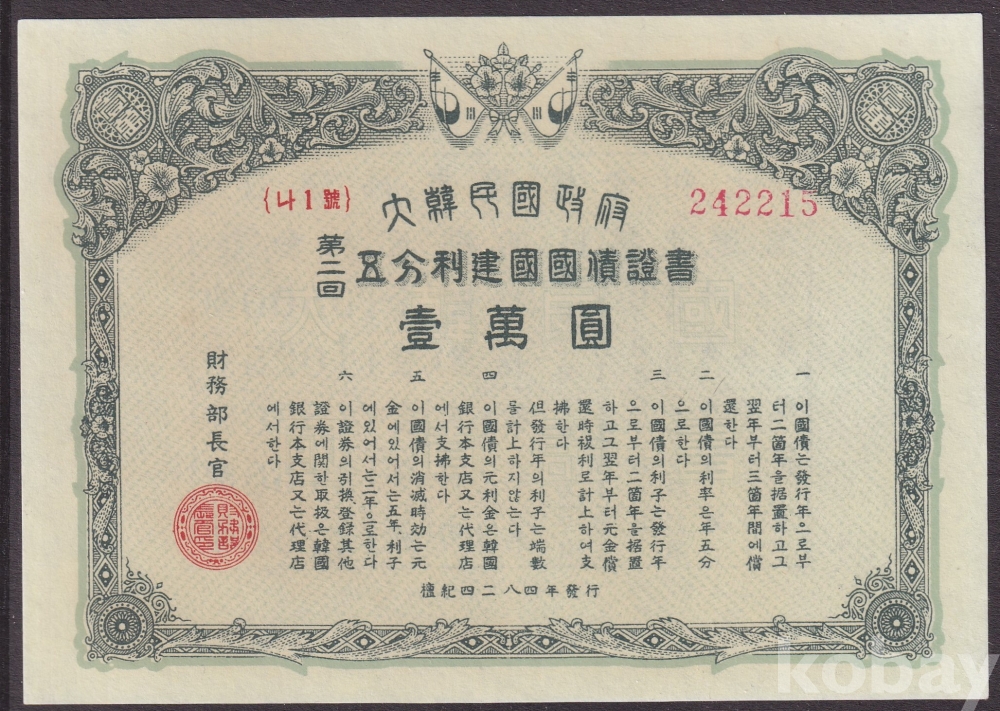 {나1號}
大韓民國政府
242215
第二回
五分利建國國債證書
壹萬圓
一 이國債는發行年으로부
터二箇年을据置하고그
翌年부터三箇年間에償
還한다
二 이國債의利率은年五分
으로한다
三 이國債의利子는發行年
으로부터二箇年을据置
하고그翌年부터元金償
還時複利로計上하여支
拂한다
但發行年의利子는端數
를計上하지않는다
四 이國債의元利金은韓國
銀行本支店又는代理店
에서支拂한다
五 이國債의消滅時効는元
金에있어서는五年、利子
에있어서는二年으로한다
六 이證券의引換、登録其他
證券에關한取扱은韓國
銀行本支店又는代理店
에서한다
財務部長官
檀紀四二八四年發行
kobay